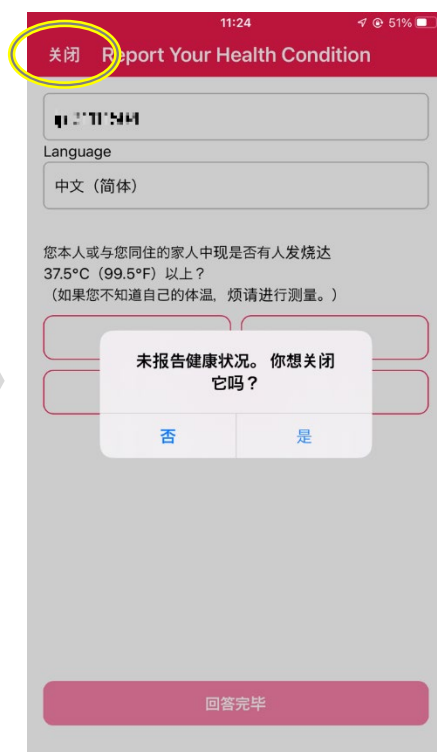 11:24
51%
关闭 Report Your Health Condition
Language
中文（简体）
您本人或与您同住的家人中现是否有人发烧达
37.5°C（99.5°F）以上？
（如果您不知道自己的体温，烦请进行测量。）
未报告健康状况。 你想关闭
它吗？
否 是
回答完毕